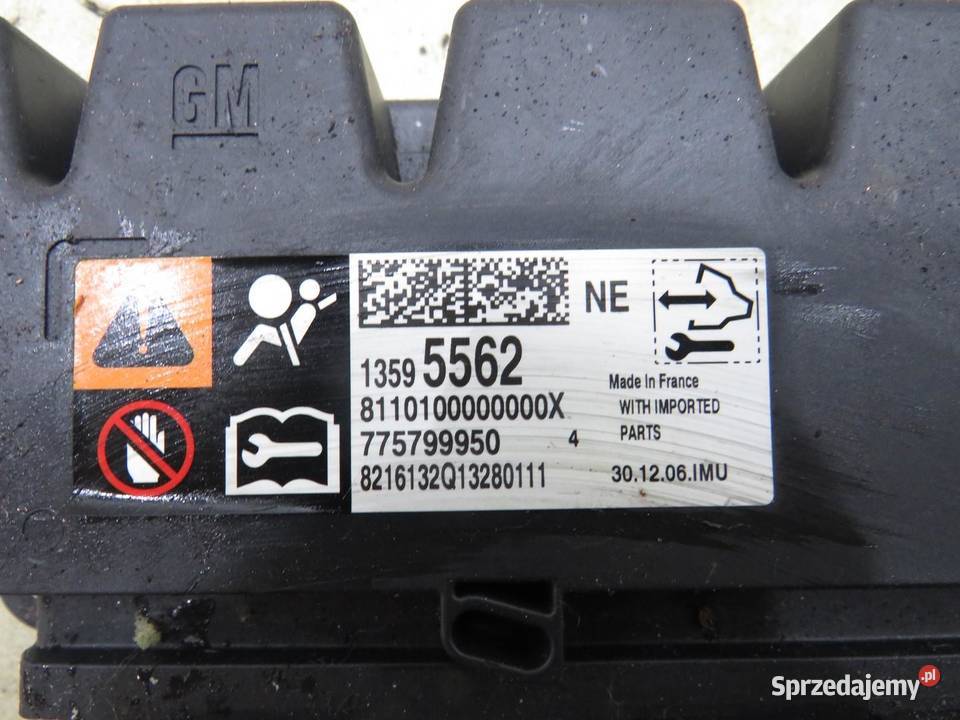 GM
NE
1359 5562
8110100000000X
775799950 4
8216132Q13280111
Made In France
WITH IMPORTED
PARTS
30.12.06.IMU
Sprzedajemy.pl